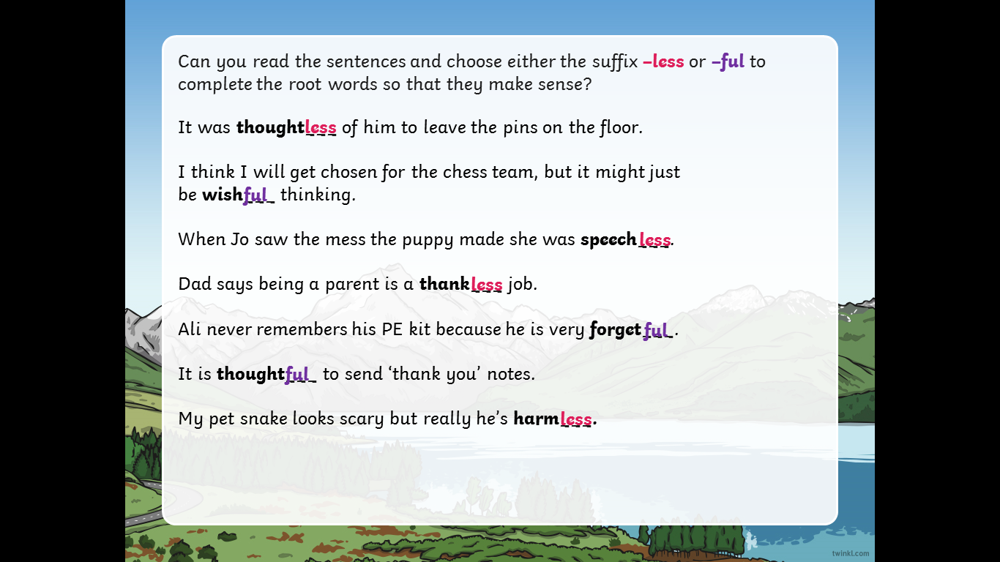 Can you read the sentences and choose either the suffix –less or –ful to
complete the root words so that they make sense?
It was thoughtless of him to leave the pins on the floor.
I think I will get chosen for the chess team, but it might just
be wishful_ thinking.
When Jo saw the mess the puppy made she was speechless.
Dad says being a parent is a thankless job.
Ali never remembers his PE kit because he is very forgetful_.
It is thoughtful_ to send ‘thank you’ notes.
My pet snake looks scary but really he’s harmless.
twinkl.com